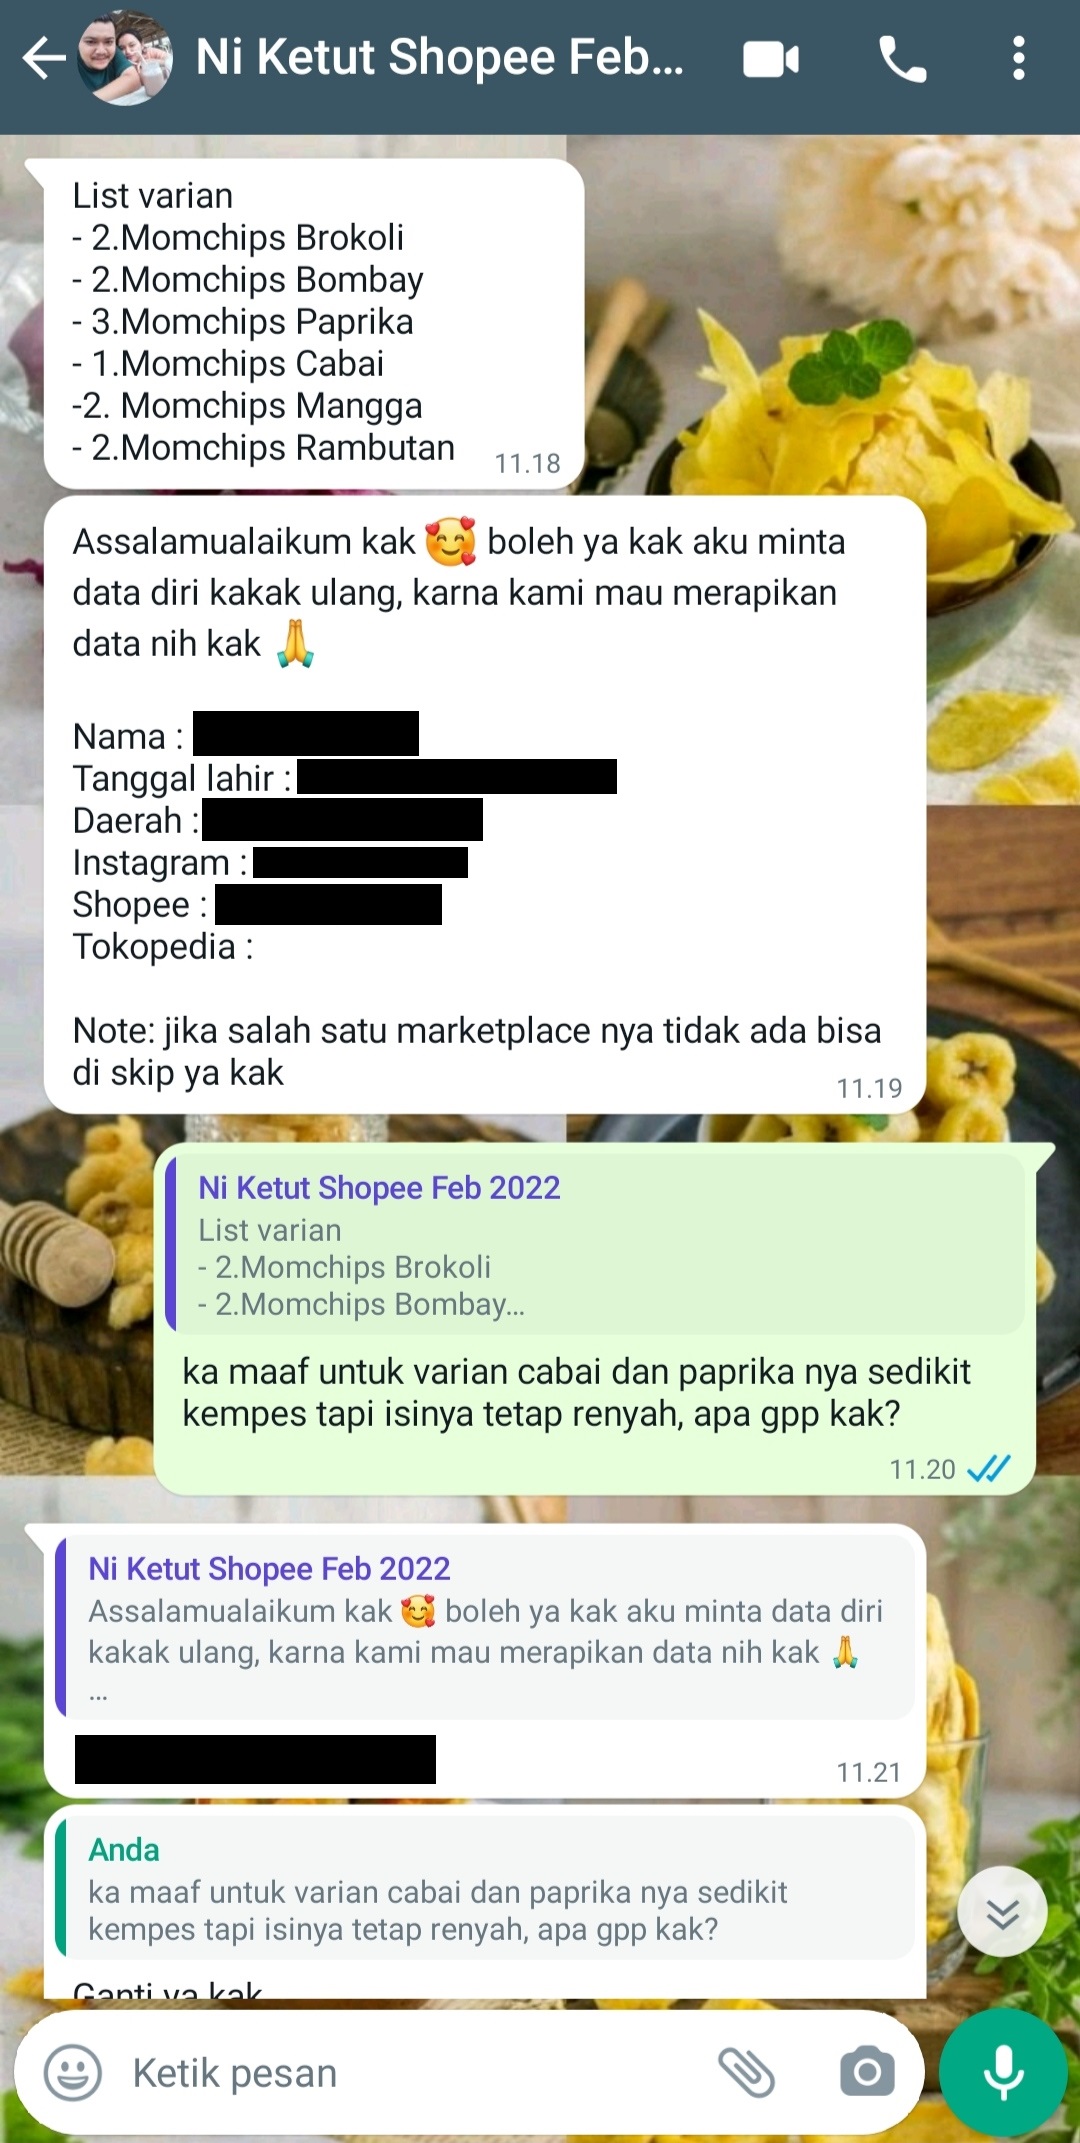 Ni Ketut Shopee Feb...
List varian
- 2.Momchips Brokoli
- 2.Momchips Bombay
- 3.Momchips Paprika
- 1.Momchips Cabai
-2. Momchips Mangga
- 2.Momchips Rambutan
11.18
Assalamualaikum kak 🥰 boleh ya kak aku minta
data diri kakak ulang, karna kami mau merapikan
data nih kak 🙏
Nama :
Tanggal lahir :
Daerah :
Instagram :
Shopee :
Tokopedia :
Note: jika salah satu marketplace nya tidak ada bisa
di skip ya kak
11.19
Ni Ketut Shopee Feb 2022
List varian
- 2.Momchips Brokoli
- 2.Momchips Bombay...
ka maaf untuk varian cabai dan paprika nya sedikit
kempes tapi isinya tetap renyah, apa gpp kak?
11.20
Ni Ketut Shopee Feb 2022
Assalamualaikum kak 🥰 boleh ya kak aku minta data diri
kakak ulang, karna kami mau merapikan data nih kak 🙏
...
11.21
Anda
ka maaf untuk varian cabai dan paprika nya sedikit
kempes tapi isinya tetap renyah, apa gpp kak?
Ganti ya kak
Ketik pesan